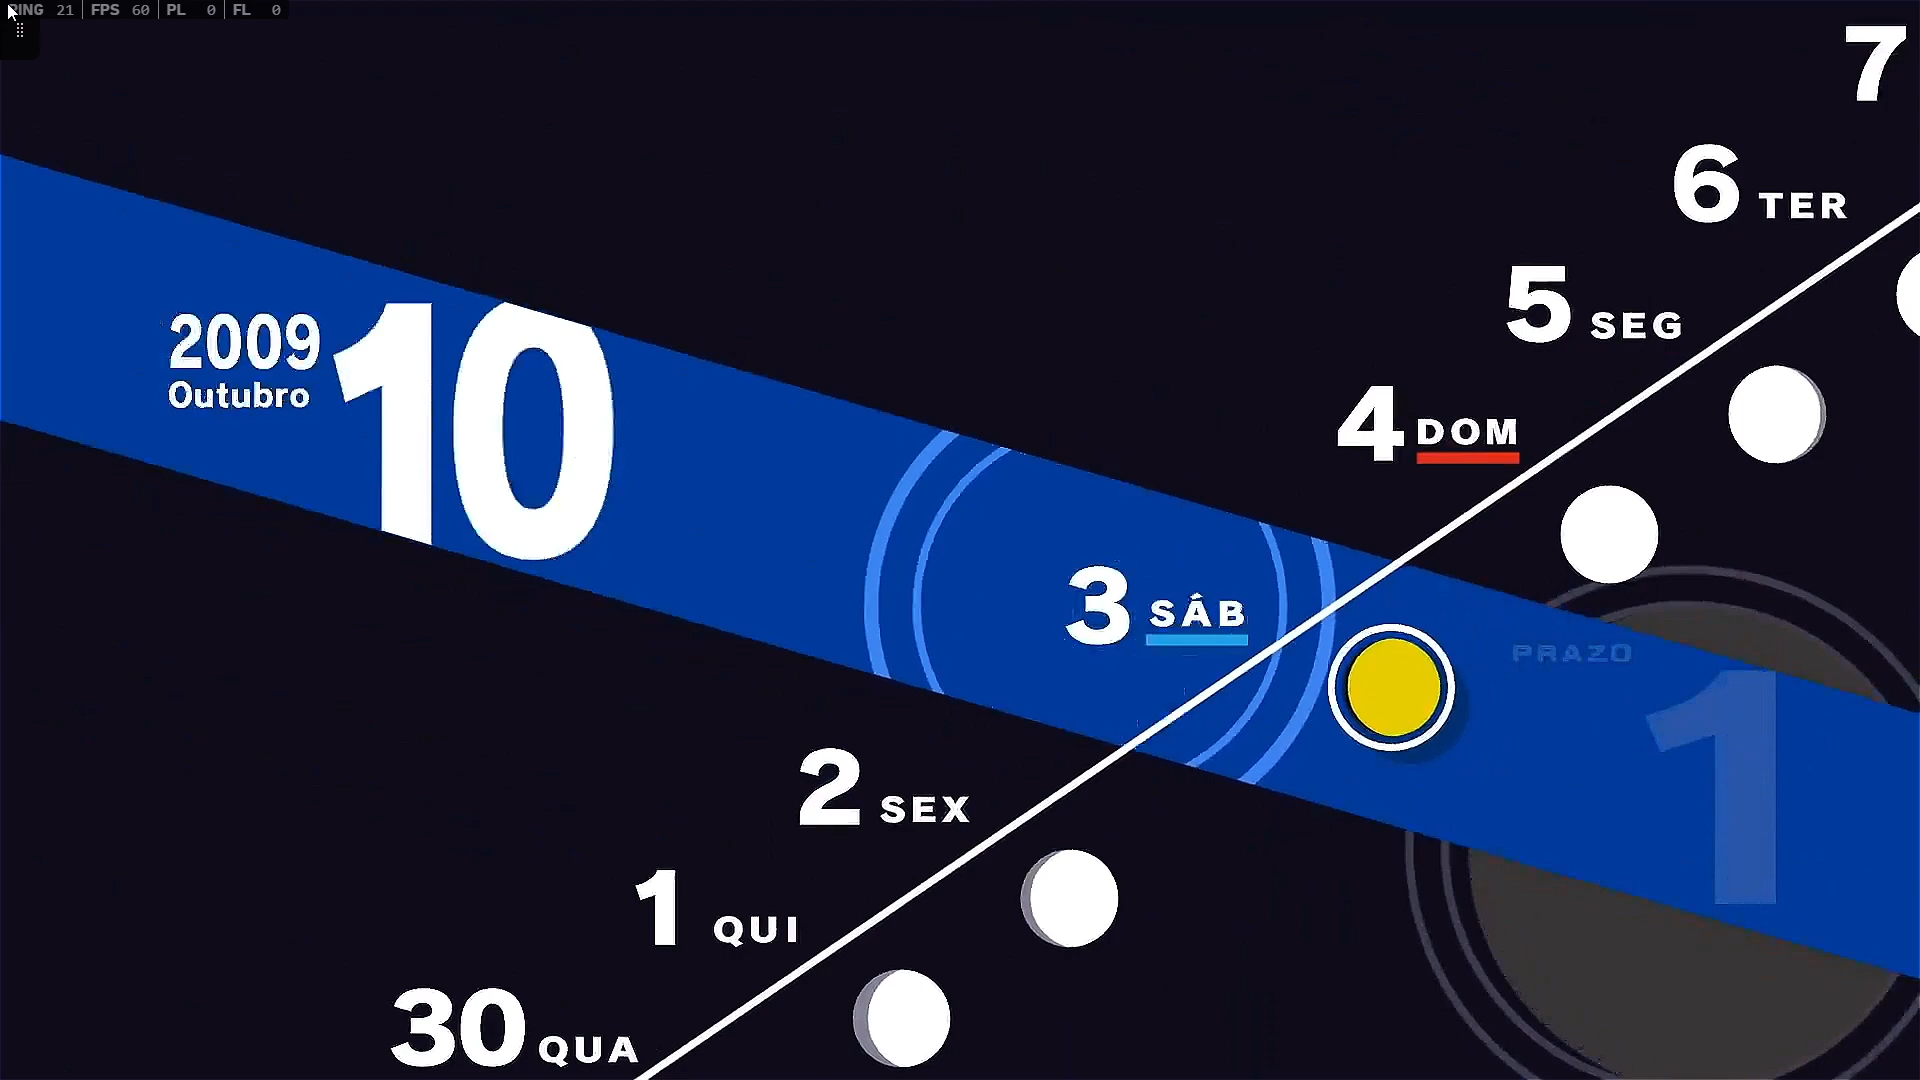 PING 21 FPS 60 PL 0 FL 0
7
6 TER
5 SEG
4 DOM
2009
Outubro
10
3 SÁB
PRAZO
1
2 SEX
1 QUI
30 QUA